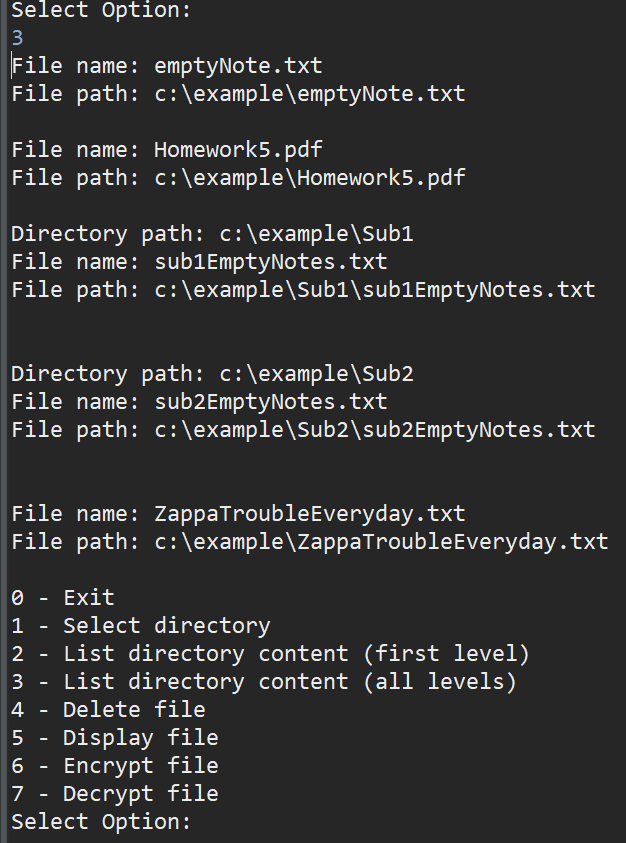 Select Option:
3
File name: emptyNote.txt
File path: c:\example\emptyNote.txt
File name: Homework5.pdf
File path: c:\example\Homework5.pdf
Directory path: c:\example\Sub1
File name: sub1EmptyNotes.txt
File path: c:\example\Sub1\sub1EmptyNotes.txt
Directory path: c:\example\Sub2
File name: sub2EmptyNotes.txt
File path: c:\example\Sub2\sub2EmptyNotes.txt
File name: ZappaTroubleEveryday.txt
File path: c:\example\ZappaTroubleEveryday.txt
0 - Exit
1 - Select directory
2 - List directory content (first level)
3 - List directory content (all levels)
4 - Delete file
5 - Display file
6 - Encrypt file
7 - Decrypt file
Select Option: